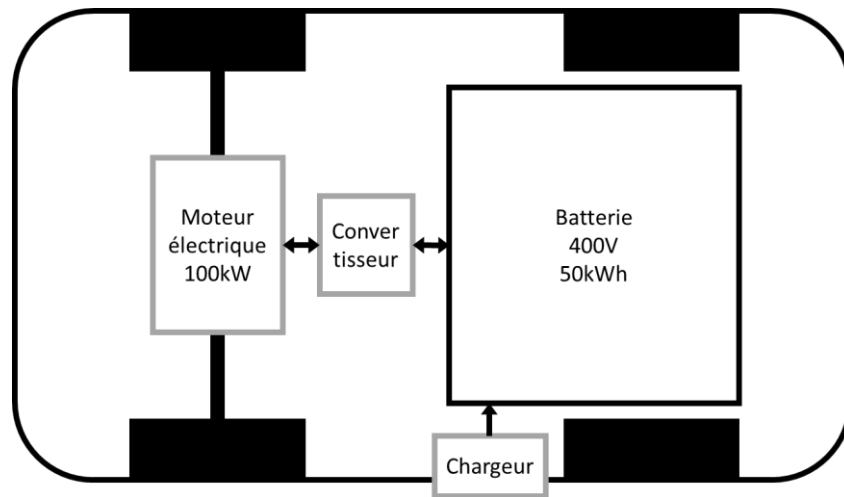 Moteur
électrique
100kW
Conver
tisseur
Batterie
400V
50kWh
Chargeur